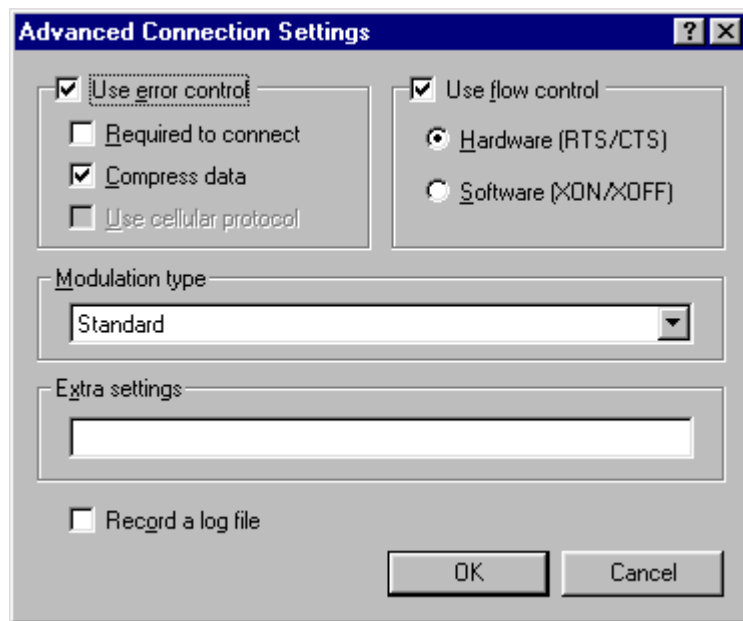 Advanced Connection Settings
Use error control
Required to connect
Compress data
Use cellular protocol
Use flow control
Hardware (RTS/CTS)
Software (XON/XOFF)
Modulation type
Standard
Extra settings
Record a log file
OK
Cancel